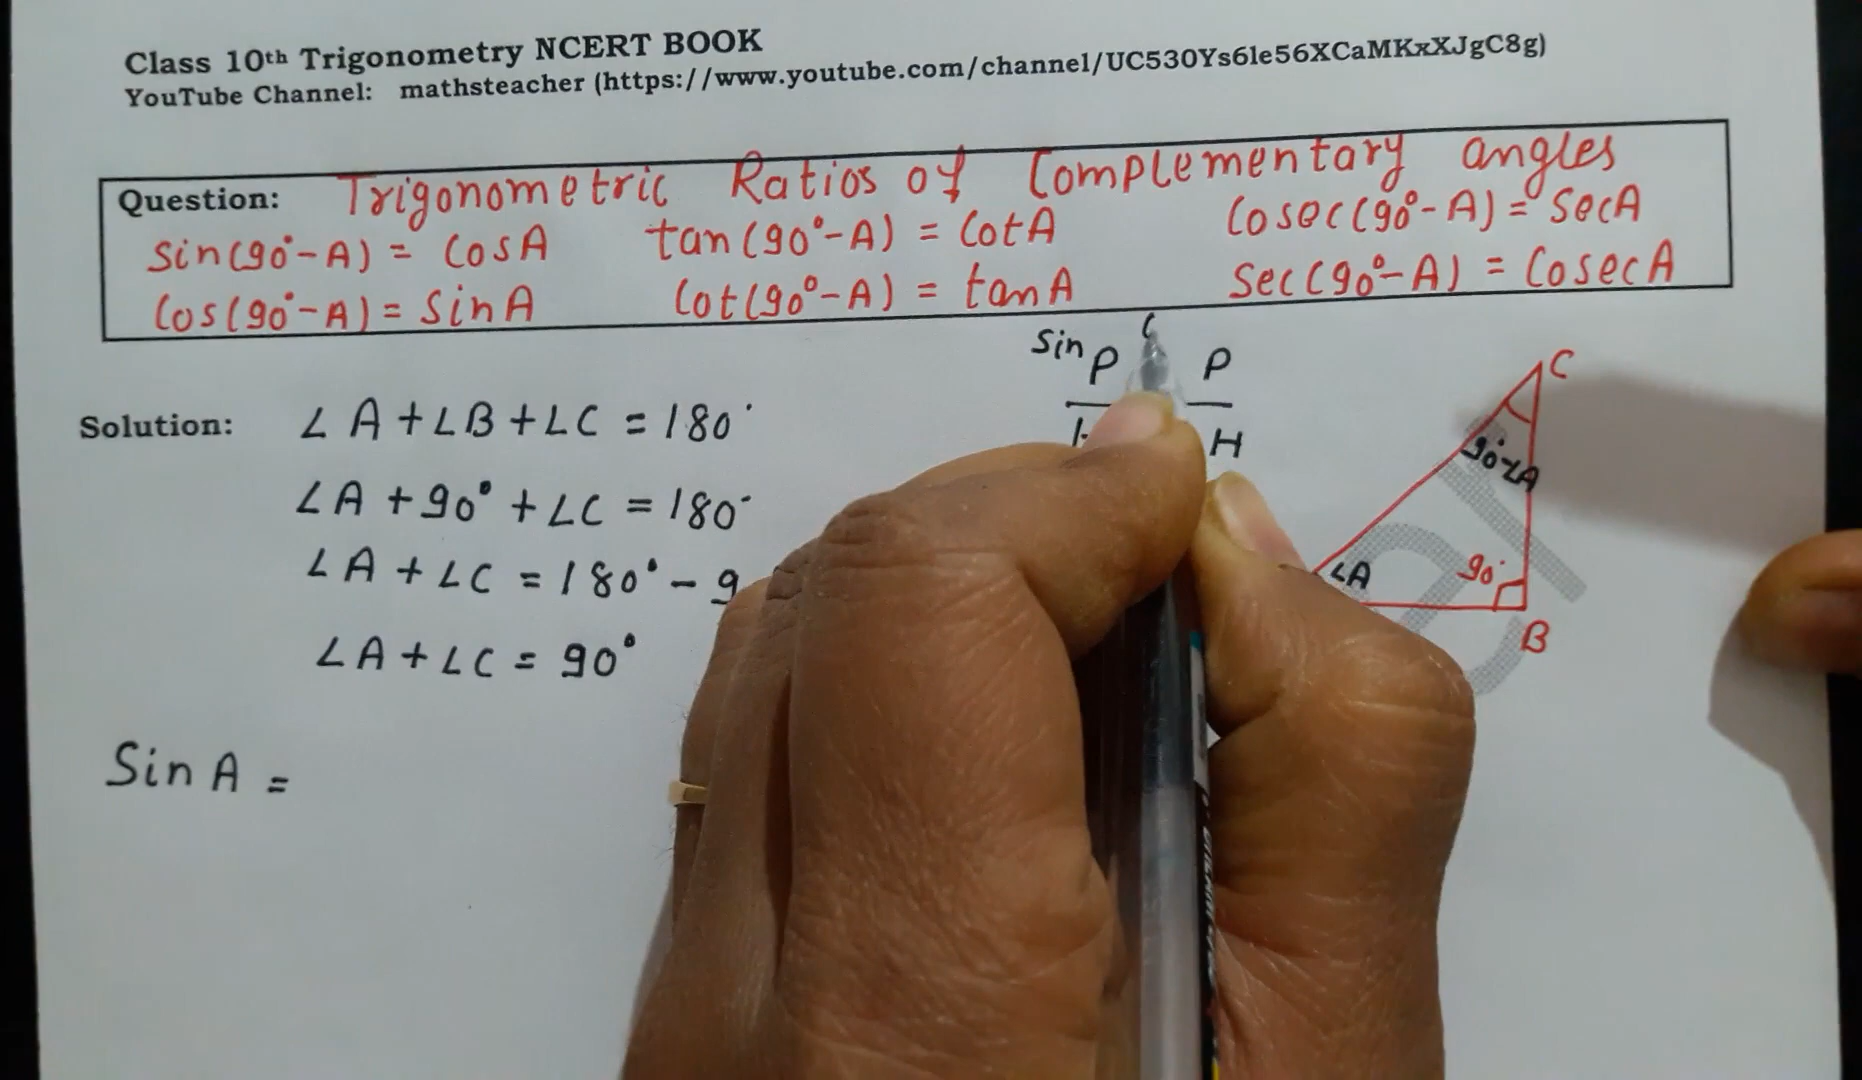 Class 10th Trigonometry NCERT BOOK
YouTube Channel: mathsteacher (https://www.youtube.com/channel/UC530Ys6le56XCaMKxXJgC8g)
Question: Trigonometric Ratios of Complementary angles
sin(90°-A) = CosA tan(90°-A) = CotA Cosec(90°-A) = SecA
Cos(90°-A) = SinA Cot(90°-A) = tanA Sec(90°-A) = CosecA
Sin P P
H
C
90°-∠A
∠A 90°
B
Solution: ∠A+∠B+∠C = 180°
∠A+90°+∠C = 180°
∠A+∠C = 180° - 9
∠A+∠C = 90°
Sin A =